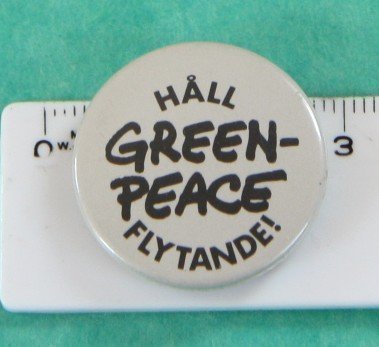 HÅLL
GREEN-
PEACE
FLYTANDE!
W.
3